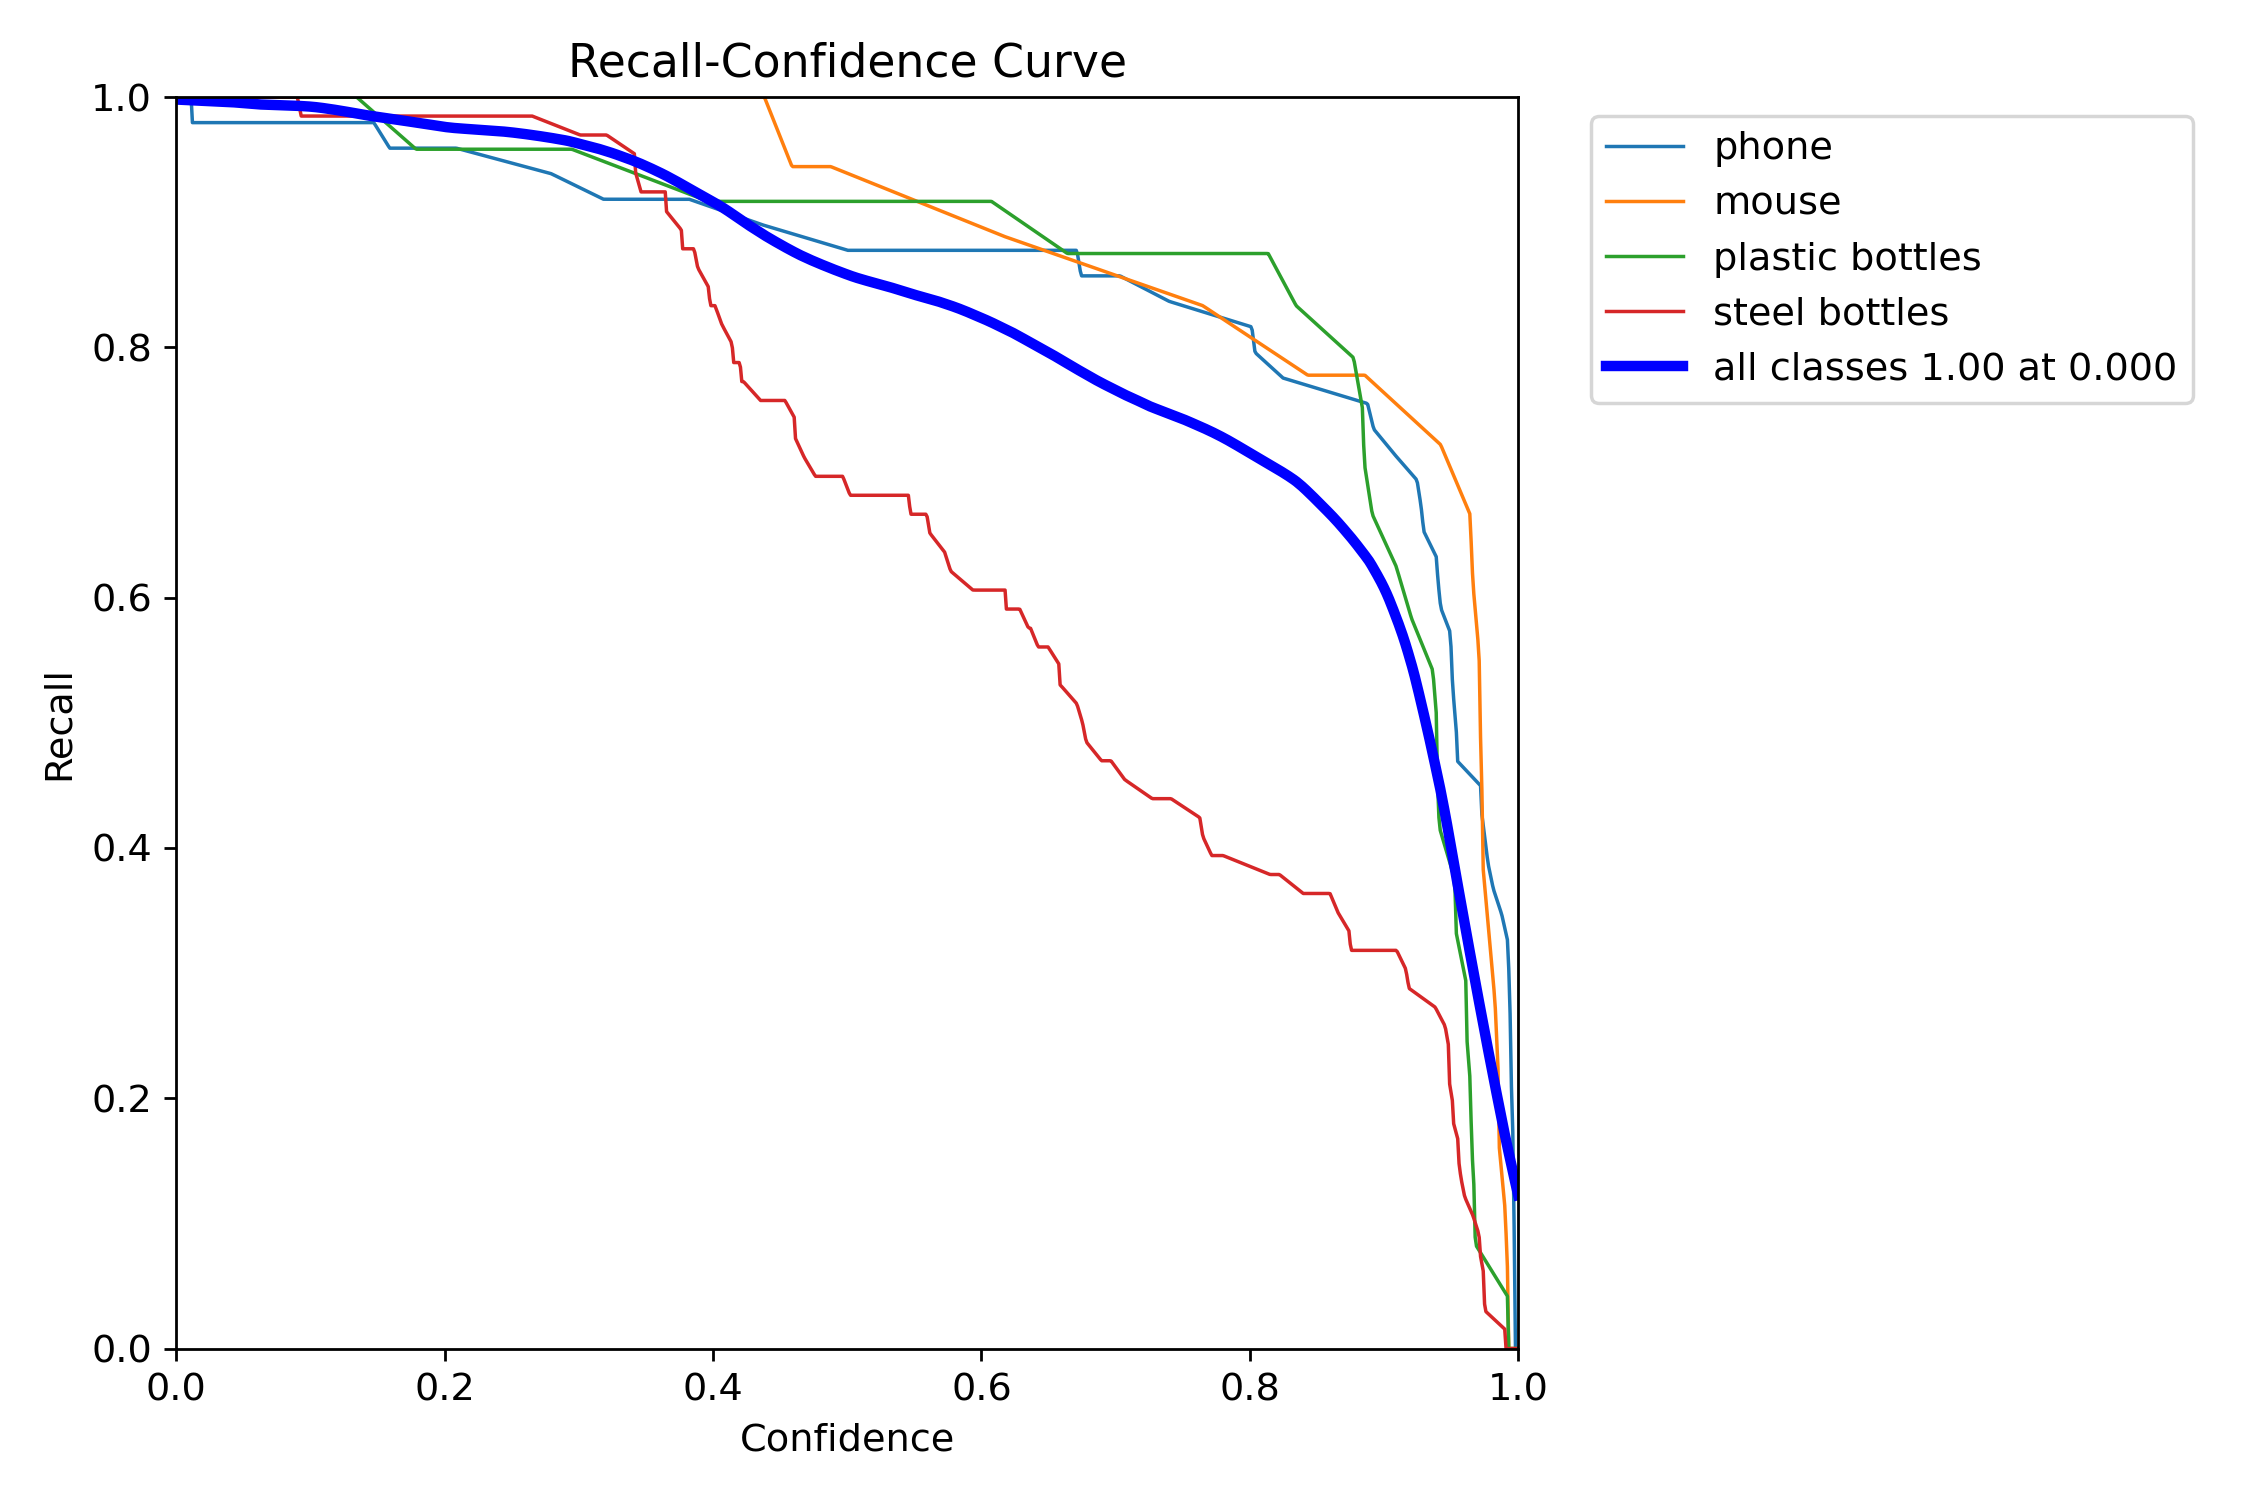 Recall-Confidence Curve
1.0
0.8
0.6
0.4
0.2
0.0
Recall
0.0 0.2 0.4 0.6 0.8 1.0
Confidence
phone
mouse
plastic bottles
steel bottles
all classes 1.00 at 0.000